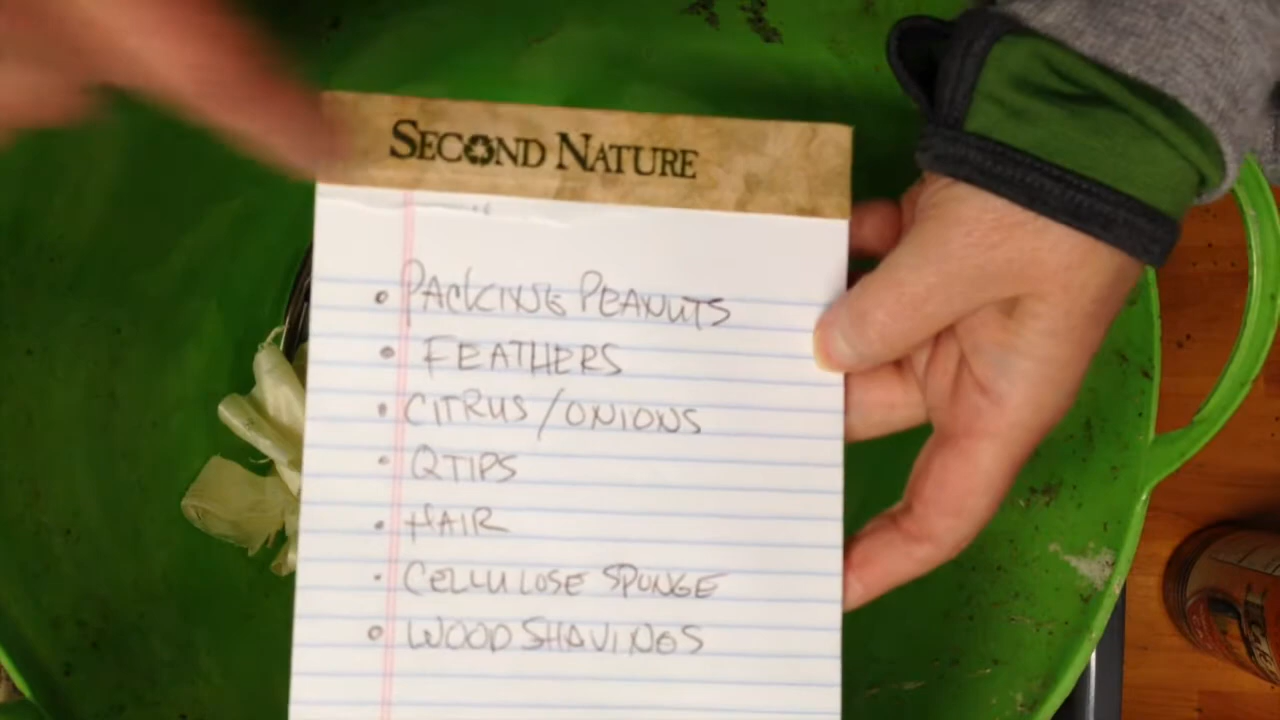 SECOND NATURE
• PACKING PEANUTS
• FEATHERS
• CITRUS/ONIONS
• QTIPS
• HAIR
• CELLULOSE SPONGE
• WOOD SHAVINGS